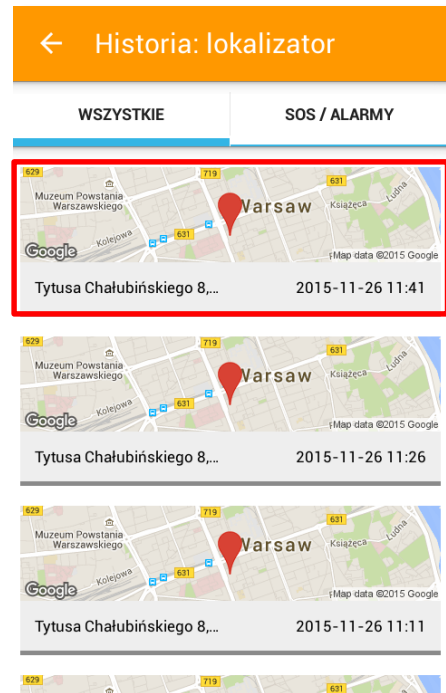 ← Historia: lokalizator
WSZYSTKIE SOS / ALARMY
629 719 631
Muzeum Powstania
Warszawskiego
Warsaw Książęca Ludna
Kolejowa 631
Google Map data ©2015 Google
Tytusa Chałubińskiego 8,... 2015-11-26 11:41
629 719 631
Muzeum Powstania
Warszawskiego
Warsaw Książęca Ludna
Kolejowa 631
Google Map data ©2015 Google
Tytusa Chałubińskiego 8,... 2015-11-26 11:26
629 719 631
Muzeum Powstania
Warszawskiego
Warsaw Książęca Ludna
Kolejowa 631
Google Map data ©2015 Google
Tytusa Chałubińskiego 8,... 2015-11-26 11:11
629 719 631